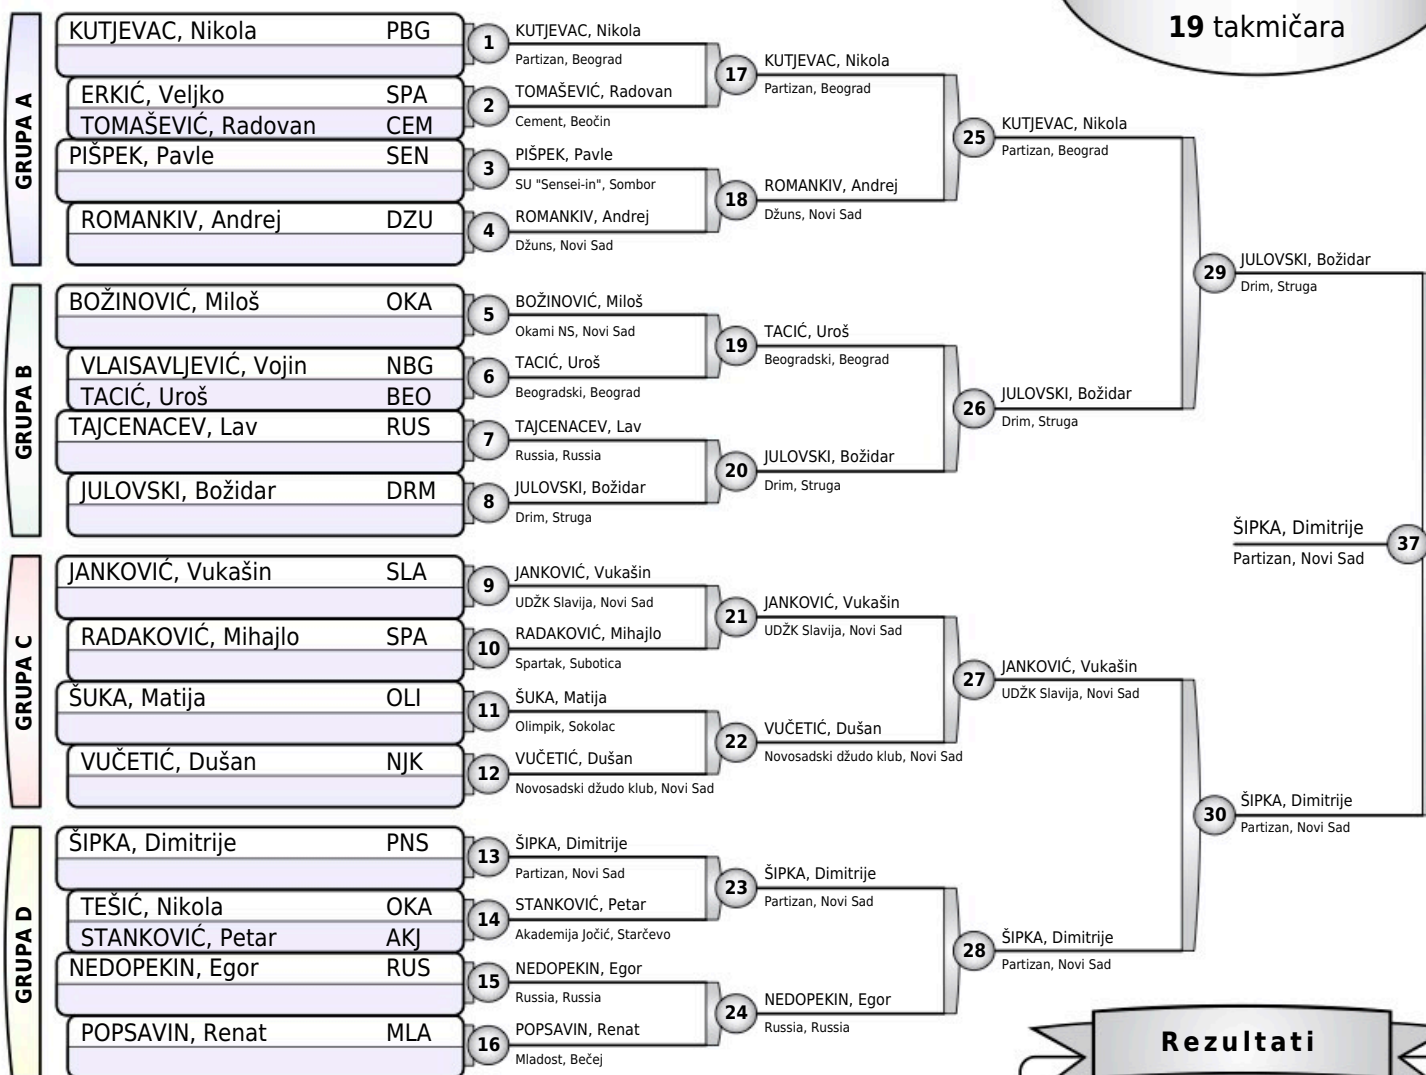 19 takmičara
GRUPA A
KUTJEVAC, Nikola PBG
ERKIĆ, Veljko SPA
TOMAŠEVIĆ, Radovan CEM
PIŠPEK, Pavle SEN
ROMANKIV, Andrej DZU
GRUPA B
BOŽINOVIĆ, Miloš OKA
VLAISAVLJEVIĆ, Vojin NBG
TACIĆ, Uroš BEO
TAJCENACEV, Lav RUS
JULOVSKI, Božidar DRM
GRUPA C
JANKOVIĆ, Vukašin SLA
RADAKOVIĆ, Mihajlo SPA
ŠUKA, Matija OLI
VUČETIĆ, Dušan NJK
GRUPA D
ŠIPKA, Dimitrije PNS
TEŠIĆ, Nikola OKA
STANKOVIĆ, Petar AKJ
NEDOPEKIN, Egor RUS
POPSAVIN, Renat MLA
1 KUTJEVAC, Nikola
Partizan, Beograd
2 TOMAŠEVIĆ, Radovan
Cement, Beočin
3 PIŠPEK, Pavle
SU "Sensei-in", Sombor
4 ROMANKIV, Andrej
Džuns, Novi Sad
5 BOŽINOVIĆ, Miloš
Okami NS, Novi Sad
6 TACIĆ, Uroš
Beogradski, Beograd
7 TAJCENACEV, Lav
Russia, Russia
8 JULOVSKI, Božidar
Drim, Struga
9 JANKOVIĆ, Vukašin
UDŽK Slavija, Novi Sad
10 RADAKOVIĆ, Mihajlo
Spartak, Subotica
11 ŠUKA, Matija
Olimpik, Sokolac
12 VUČETIĆ, Dušan
Novosadski džudo klub, Novi Sad
13 ŠIPKA, Dimitrije
Partizan, Novi Sad
14 STANKOVIĆ, Petar
Akademija Jočić, Starčevo
15 NEDOPEKIN, Egor
Russia, Russia
16 POPSAVIN, Renat
Mladost, Bečej
17 KUTJEVAC, Nikola
Partizan, Beograd
18 ROMANKIV, Andrej
Džuns, Novi Sad
19 TACIĆ, Uroš
Beogradski, Beograd
20 JULOVSKI, Božidar
Drim, Struga
21 JANKOVIĆ, Vukašin
UDŽK Slavija, Novi Sad
22 VUČETIĆ, Dušan
Novosadski džudo klub, Novi Sad
23 ŠIPKA, Dimitrije
Partizan, Novi Sad
24 NEDOPEKIN, Egor
Russia, Russia
25 KUTJEVAC, Nikola
Partizan, Beograd
26 JULOVSKI, Božidar
Drim, Struga
27 JANKOVIĆ, Vukašin
UDŽK Slavija, Novi Sad
28 ŠIPKA, Dimitrije
Partizan, Novi Sad
29 JULOVSKI, Božidar
Drim, Struga
30 ŠIPKA, Dimitrije
Partizan, Novi Sad
ŠIPKA, Dimitrije 37
Partizan, Novi Sad
Rezultati